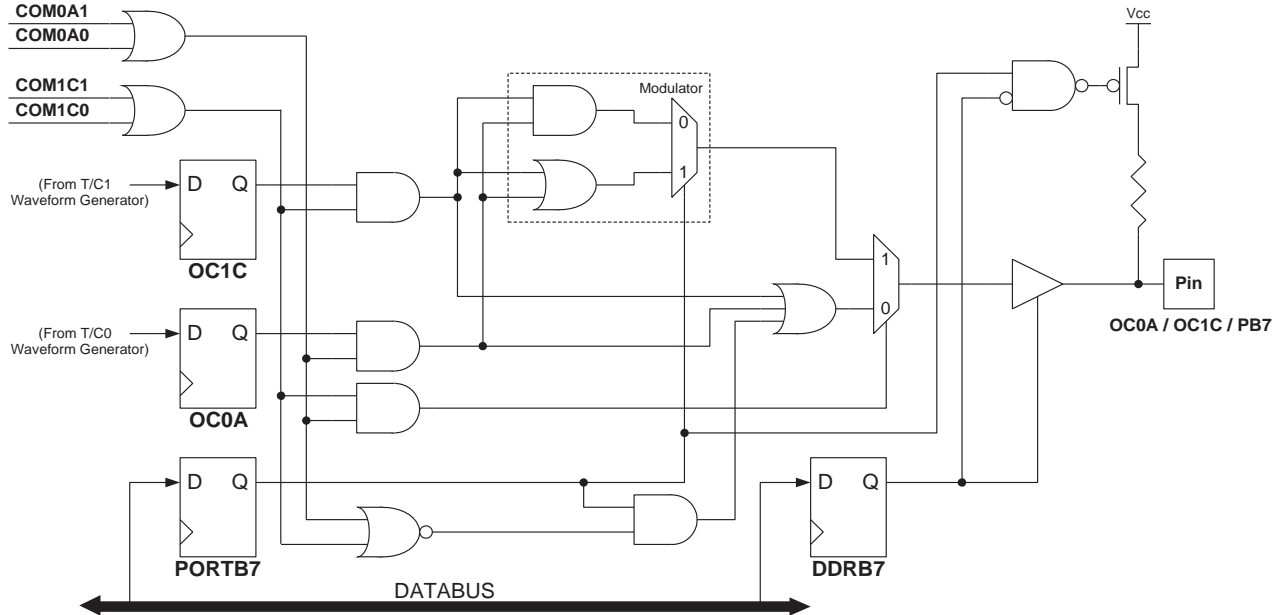 COM0A1
COM0A0
Vcc
COM1C1
COM1C0
Modulator
0
1
(From T/C1
Waveform Generator)
D Q
OC1C
1
0
Pin
OC0A / OC1C / PB7
(From T/C0
Waveform Generator)
D Q
OC0A
D Q
PORTB7
D Q
DDRB7
DATABUS